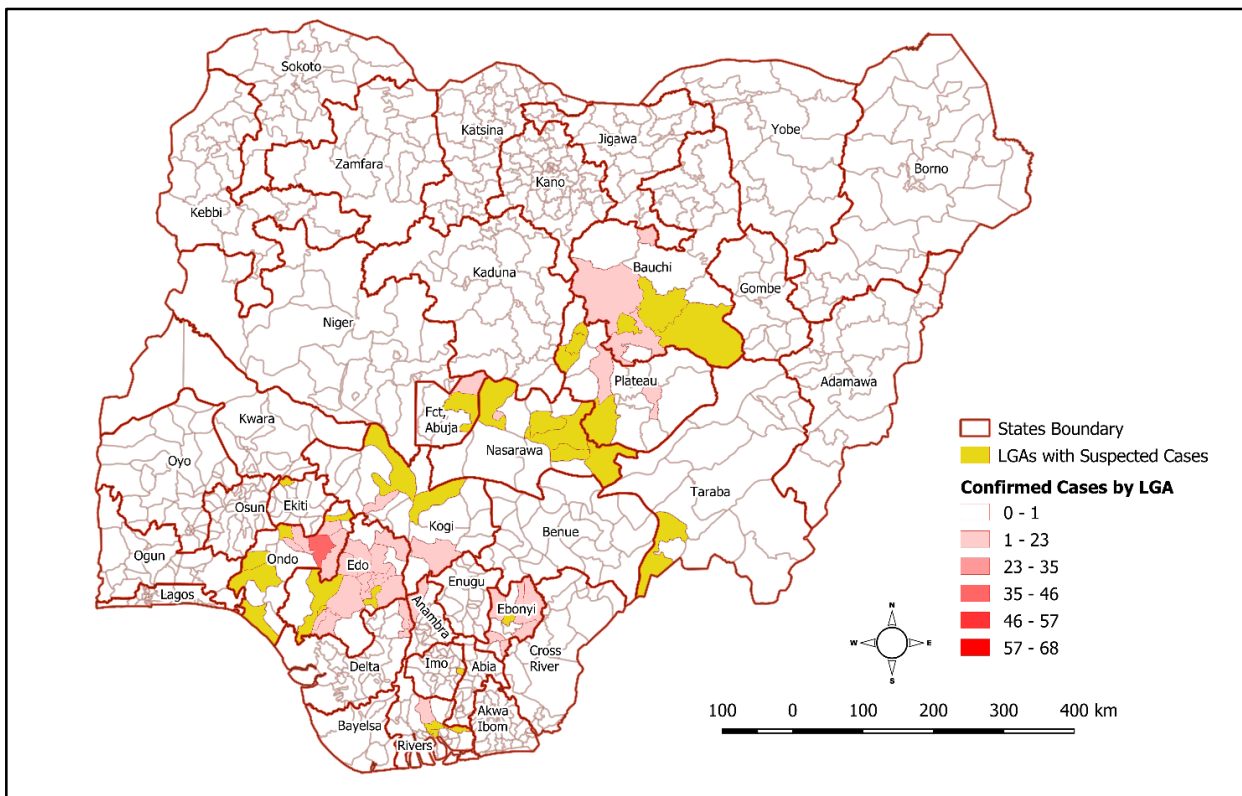 Sokoto
Katsina
Jigawa
Yobe
Zamfara
Kano
Borno
Kebbi
Bauchi
Kaduna
Gombe
Niger
Plateau
Adamawa
Fct,
Abuja
Kwara
Nasarawa
Oyo
Taraba
Osun
Ekiti
Kogi
Benue
Ogun
Ondo
Edo
Enugu
Lagos
Anambra
Ebonyi
Cross
River
Delta
Imo
Abia
Bayelsa
Akwa
Ibom
Rivers
States Boundary
LGAs with Suspected Cases
Confirmed Cases by LGA
0 - 1
1 - 23
23 - 35
35 - 46
46 - 57
57 - 68
N
W E
S
100 0 100 200 300 400 km